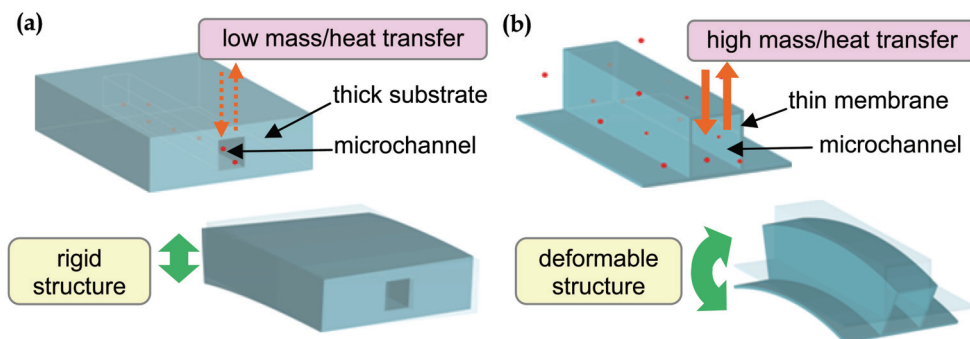 (a)
low mass/heat transfer
thick substrate
microchannel
rigid
structure
(b)
high mass/heat transfer
thin membrane
microchannel
deformable
structure